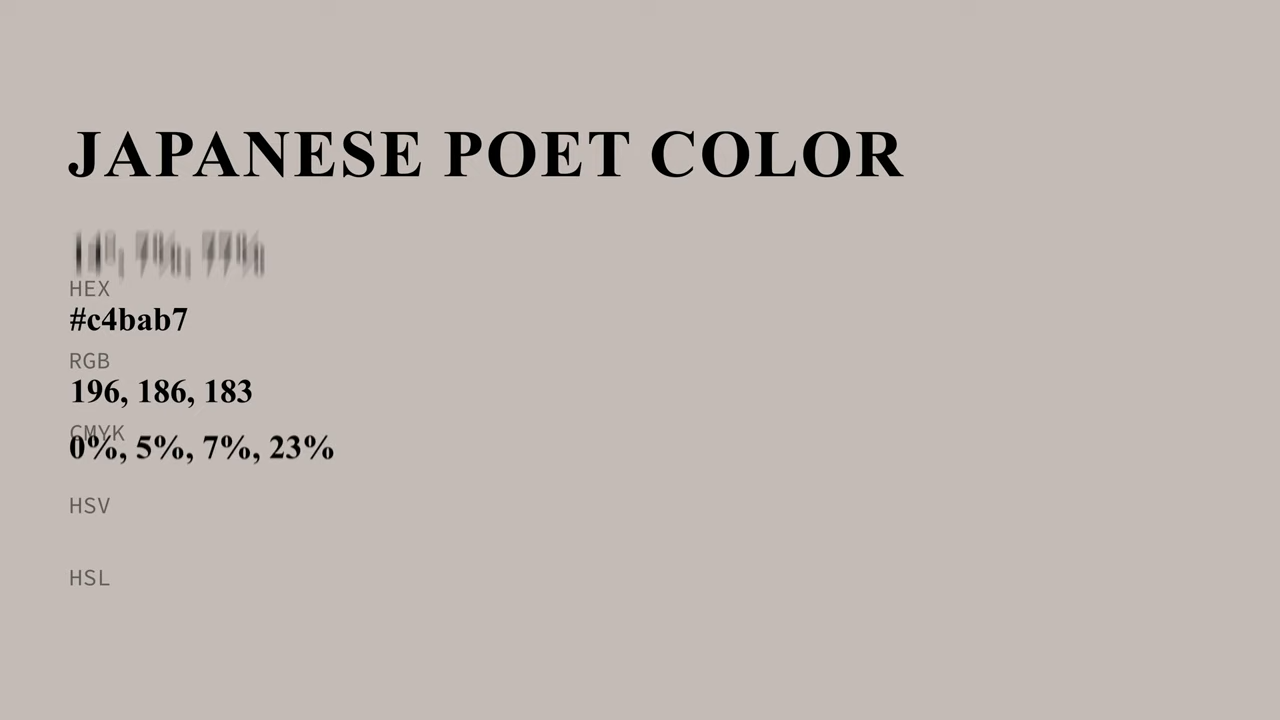 JAPANESE POET COLOR
HEX
#c4bab7
RGB
196, 186, 183
CMYK
0%, 5%, 7%, 23%
HSV
HSL